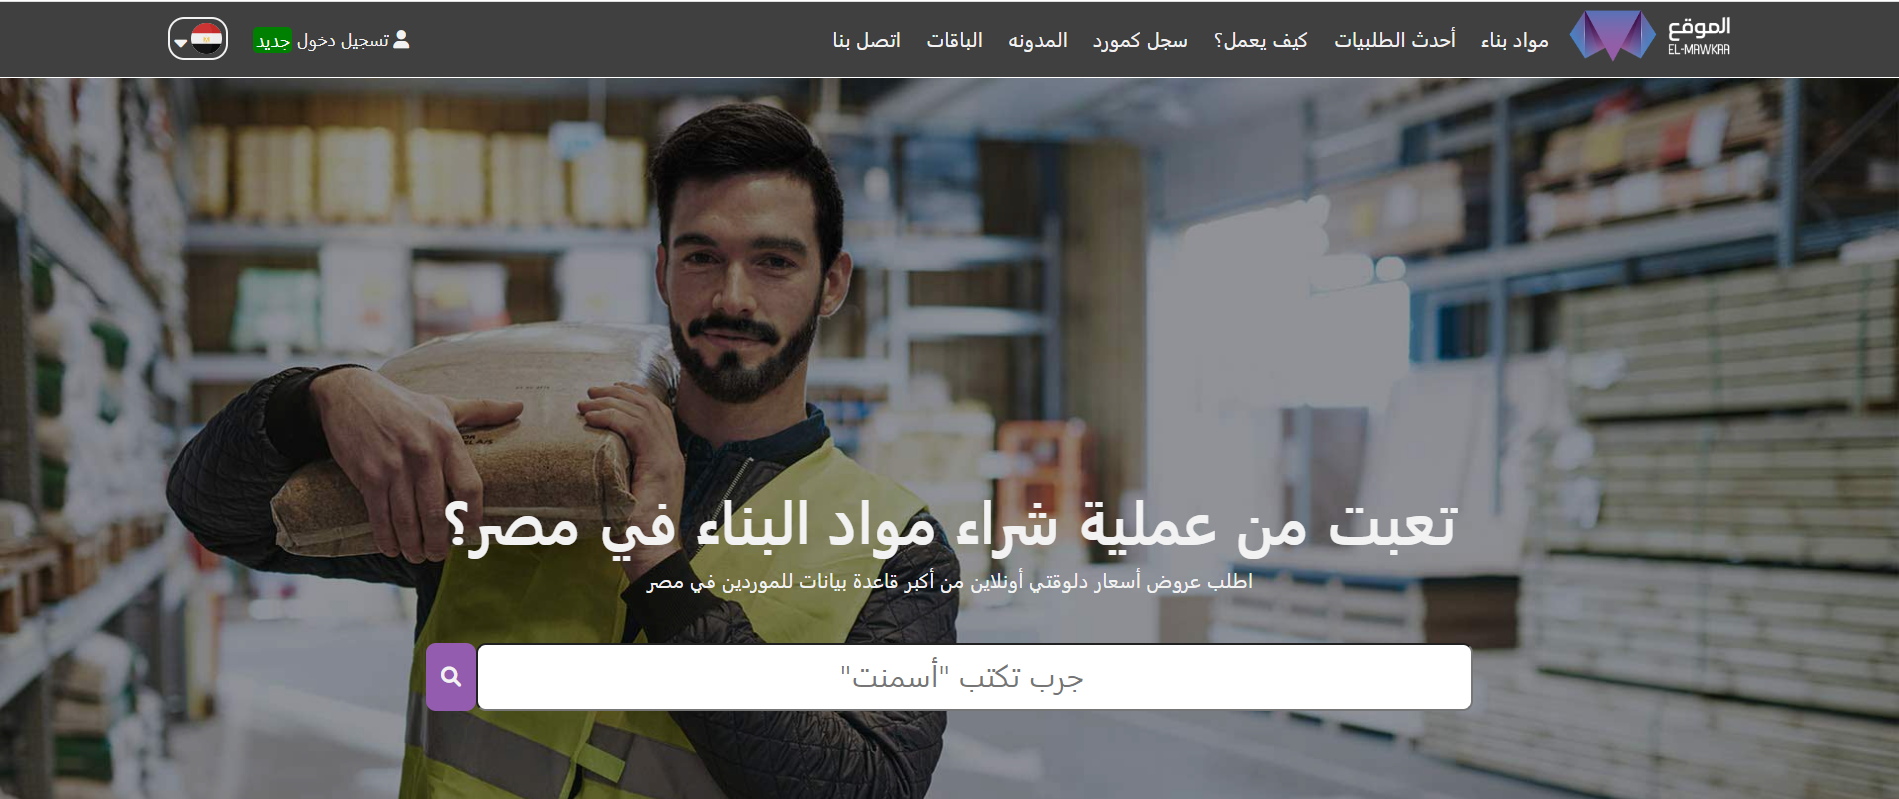 الموقع
EL-MAWKAA
مواد بناء
أحدث الطلبيات
كيف يعمل؟
سجل كمورد
المدونه
الباقات
اتصل بنا
تسجيل دخول جديد
تعبت من عملية شراء مواد البناء في مصر؟
اطلب عروض أسعار دلوقتي أونلاين من أكبر قاعدة بيانات للموردين في مصر
جرب تكتب "أسمنت"